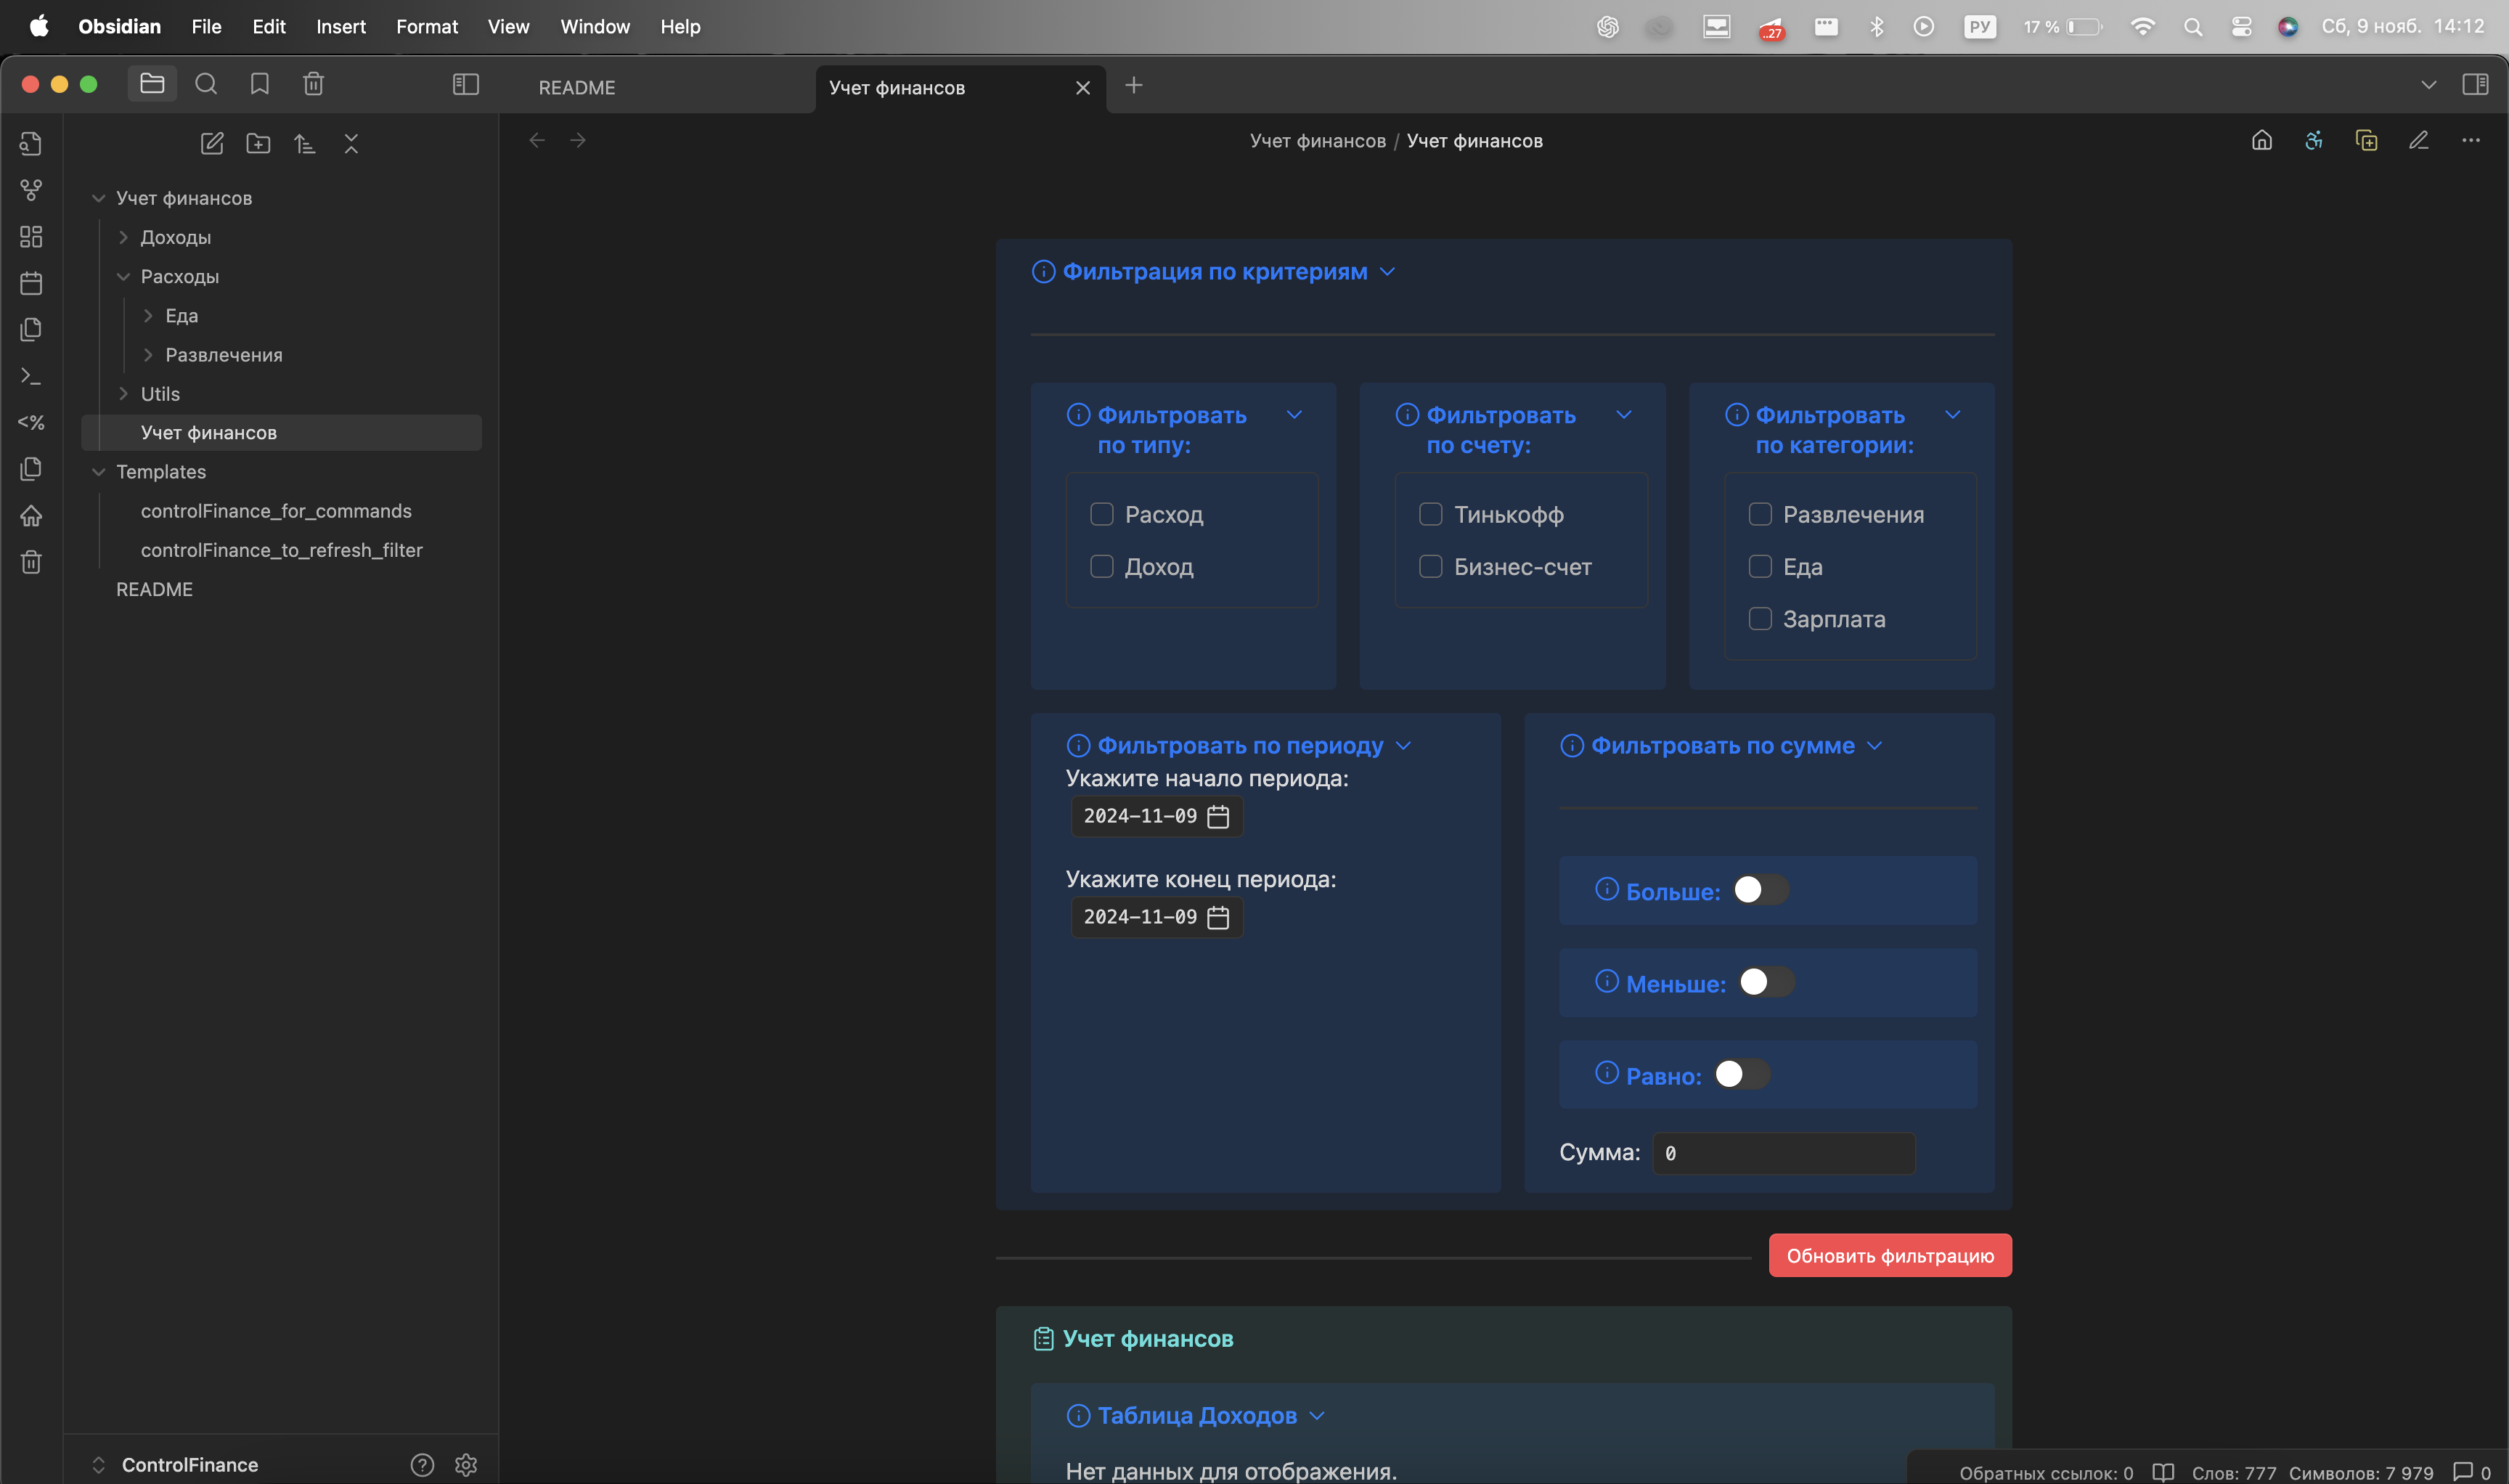 Obsidian File Edit Insert Format View Window Help
..27
РУ 17 % Сб, 9 нояб. 14:12
README
Учет финансов
Учет финансов / Учет финансов
Учет финансов
Доходы
Расходы
Еда
Развлечения
Utils
Учет финансов
Templates
controlFinance_for_commands
controlFinance_to_refresh_filter
README
<%
Фильтрация по критериям
Фильтровать
по типу:
Расход
Доход
Фильтровать
по счету:
Тинькофф
Бизнес-счет
Фильтровать
по категории:
Развлечения
Еда
Зарплата
Фильтровать по периоду
Укажите начало периода:
2024-11-09
Укажите конец периода:
2024-11-09
Фильтровать по сумме
Больше:
Меньше:
Равно:
Сумма: 0
Обновить фильтрацию
Учет финансов
Таблица Доходов
Нет данных для отображения.
ControlFinance
Обратных ссылок: 0 Слов: 777 Символов: 7 979 0